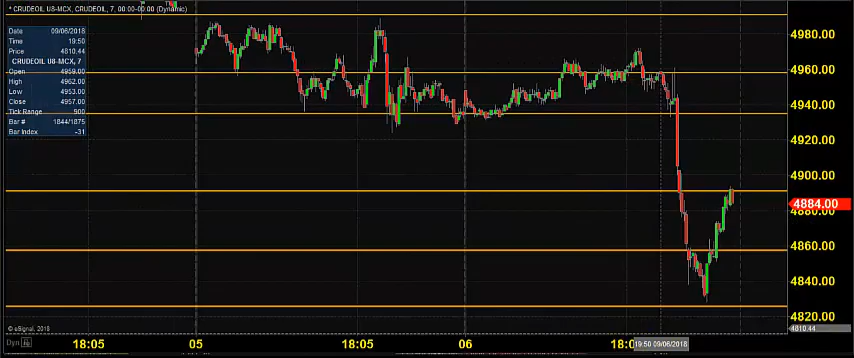 * CRUDEOIL U8-MCX, CRUDEOIL, 7, 00:00-00:00 (Dynamic)
Date 09/06/2018
Time 19:50
Price 4810.44
CRUDEOIL U8-MCX, 7
Open 4959.00
High 4962.00
Low 4953.00
Close 4957.00
Tick Range 900
Bar # 1844/1875
Bar Index -31
4980.00
4960.00
4940.00
4920.00
4900.00
4884.00
4880.00
4860.00
4840.00
4820.00
4810.44
© eSignal, 2018
Dyn 18:05 05 18:05 06 18:0 19:50 09/06/2018